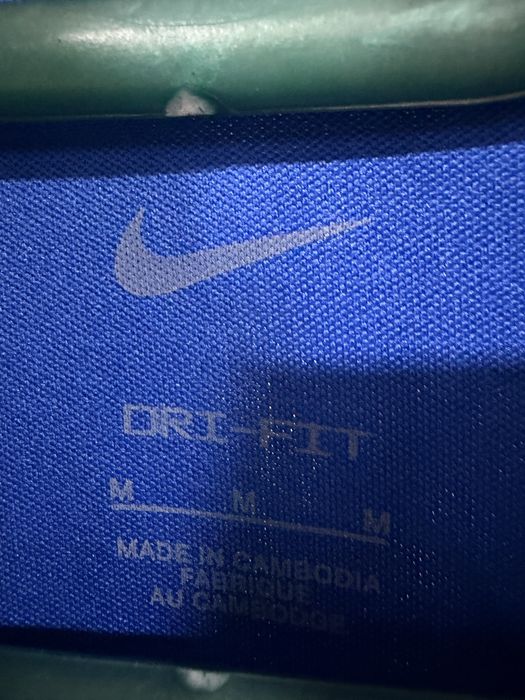 DRI-FIT
M M M
MADE IN CAMBODIA
FABRIQUE
AU CAMBODGE